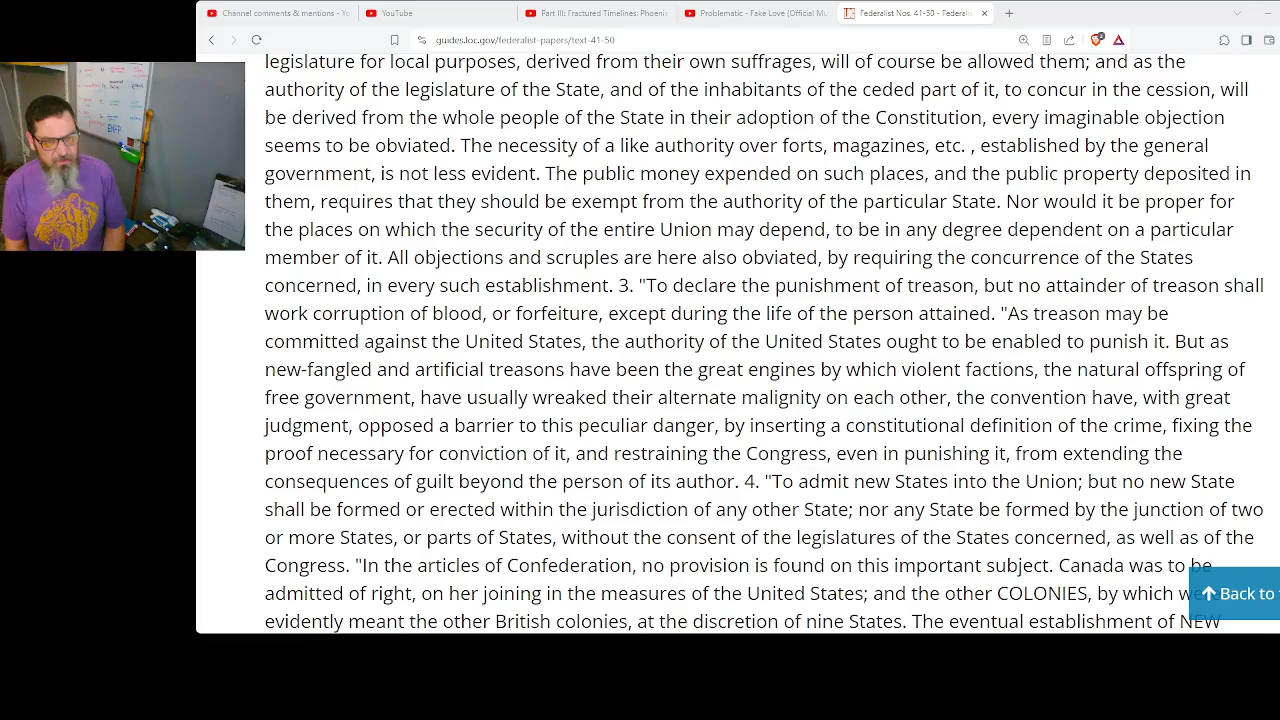 Channel comments & mentions - Yo
YouTube
Part III: Fractured Timelines: Phoenix
Problematic - Fake Love (Official Mu
Federalist Nos. 41-50 - Federalis
guides.loc.gov/federalist-papers/text-41-50
legislature for local purposes, derived from their own suffrages, will of course be allowed them; and as the
authority of the legislature of the State, and of the inhabitants of the ceded part of it, to concur in the cession, will
be derived from the whole people of the State in their adoption of the Constitution, every imaginable objection
seems to be obviated. The necessity of a like authority over forts, magazines, etc. , established by the general
government, is not less evident. The public money expended on such places, and the public property deposited in
them, requires that they should be exempt from the authority of the particular State. Nor would it be proper for
the places on which the security of the entire Union may depend, to be in any degree dependent on a particular
member of it. All objections and scruples are here also obviated, by requiring the concurrence of the States
concerned, in every such establishment. 3. "To declare the punishment of treason, but no attainder of treason shall
work corruption of blood, or forfeiture, except during the life of the person attained. "As treason may be
committed against the United States, the authority of the United States ought to be enabled to punish it. But as
new-fangled and artificial treasons have been the great engines by which violent factions, the natural offspring of
free government, have usually wreaked their alternate malignity on each other, the convention have, with great
judgment, opposed a barrier to this peculiar danger, by inserting a constitutional definition of the crime, fixing the
proof necessary for conviction of it, and restraining the Congress, even in punishing it, from extending the
consequences of guilt beyond the person of its author. 4. "To admit new States into the Union; but no new State
shall be formed or erected within the jurisdiction of any other State; nor any State be formed by the junction of two
or more States, or parts of States, without the consent of the legislatures of the States concerned, as well as of the
Congress. "In the articles of Confederation, no provision is found on this important subject. Canada was to be
admitted of right, on her joining in the measures of the United States; and the other COLONIES, by which we
evidently meant the other British colonies, at the discretion of nine States. The eventual establishment of NEW
Back to
ENFP